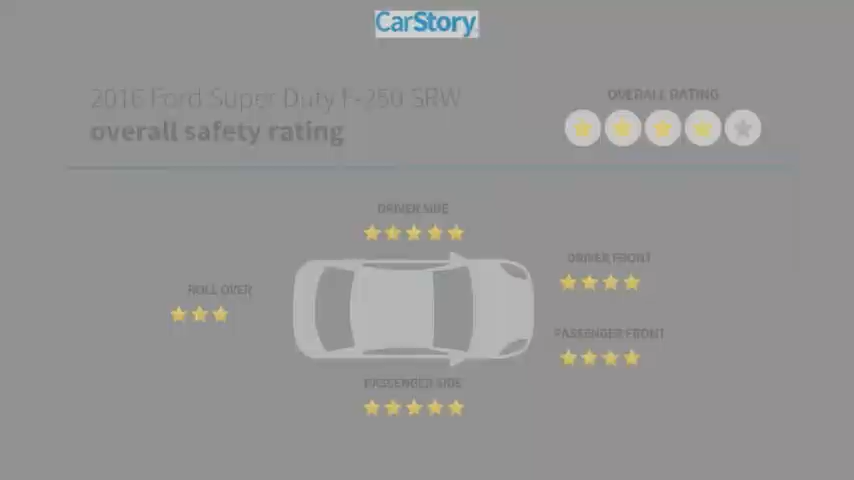 CarStory
2016 Ford Super Duty F-250 SRW
overall safety rating
OVERALL RATING
DRIVER SIDE
DRIVER FRONT
ROLL OVER
PASSENGER FRONT
PASSENGER SIDE